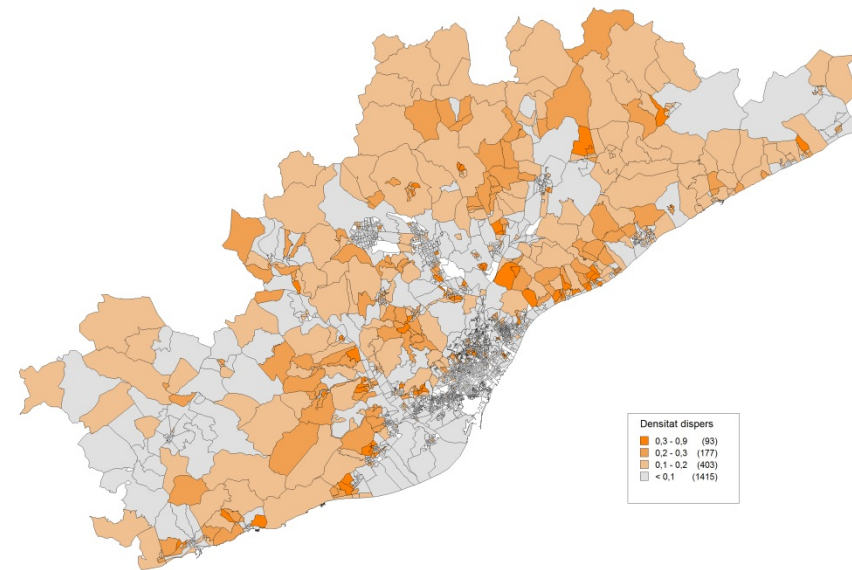 Densitat dispers
0,3 - 0,9 (93)
0,2 - 0,3 (177)
0,1 - 0,2 (403)
< 0,1 (1415)